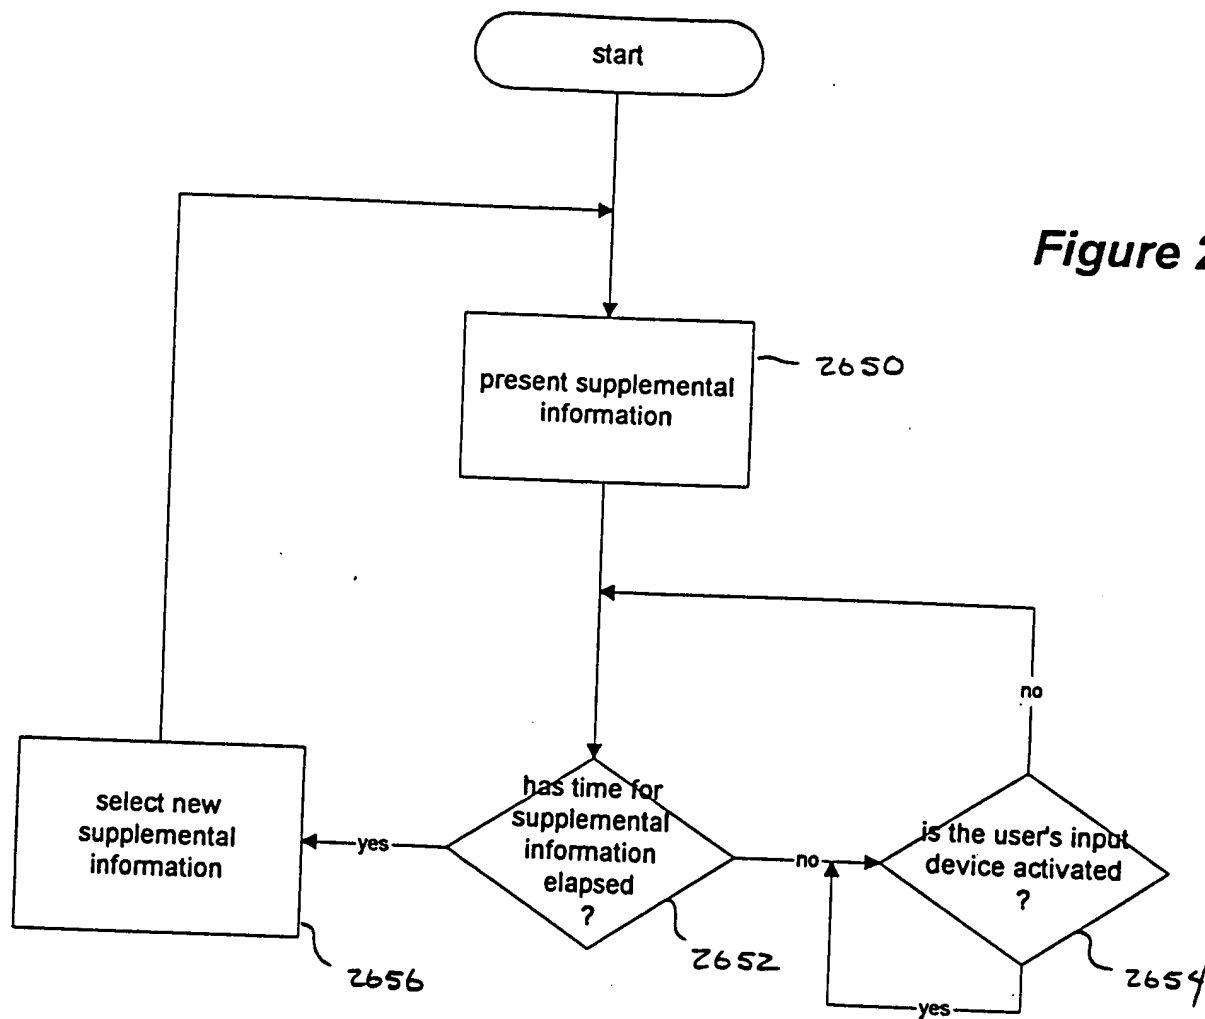 start
Figure 2
present supplemental
information
2650
no
has time for
supplemental
information
elapsed
?
yes
no
select new
supplemental
information
is the user's input
device activated
?
2652
2654
2656
yes